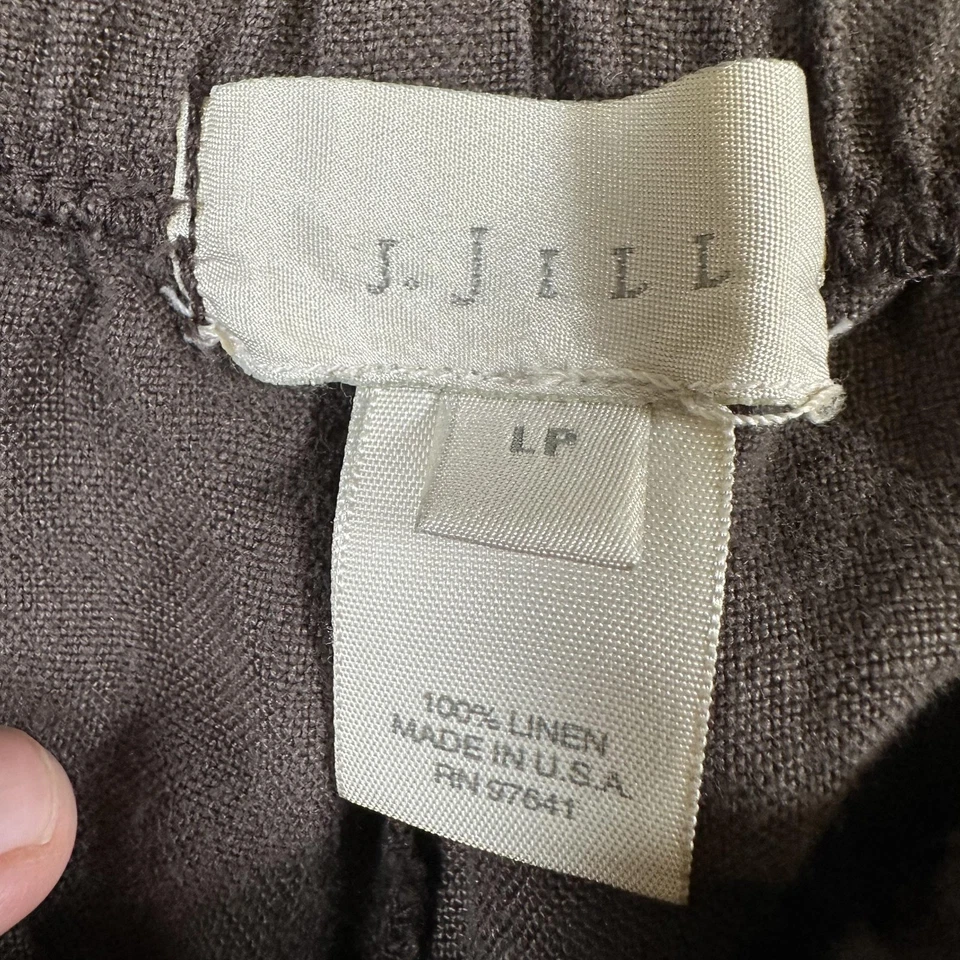 J. JILL
LP
100% LINEN
MADE IN U.S.A.
RN 97641